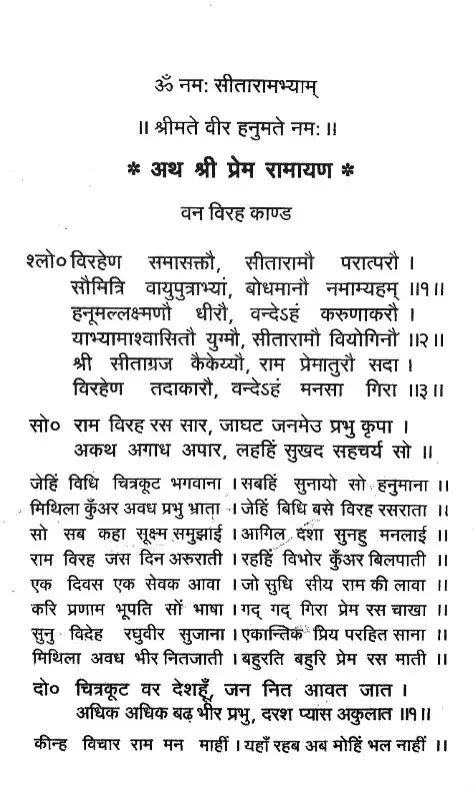 ॐ नमः सीतारामभ्याम्
॥ श्रीमते वीर हनुमते नमः ॥
* अथ श्री प्रेम रामायण *
वन विरह काण्ड
श्लो० विरहेण समासक्तौ, सीतारामौ परात्परौ ।
सौमित्रि वायुपुत्राभ्यां, बोधमानौ नमाम्यहम् ॥१॥
हनूमल्लक्ष्मणौ धीरौ, वन्देऽहं करुणाकरौ ।
याभ्यामाश्वासितौ युग्मौ, सीतारामौ वियोगिनौ ॥२॥
श्री सीताग्रज कैकेय्यौ, राम प्रेमातुरौ सदा ।
विरहेण तदाकारौ, वन्देऽहं मनसा गिरा ॥३॥
सो० राम विरह रस सार, जाघट जनमेउ प्रभु कृपा ।
अकथ अगाध अपार, लहहिं सुखद सहचर्य सो ॥
जेहिं विधि चित्रकूट भगवाना । सबहिं सुनायो सो हनुमाना ॥
मिथिला कुँअर अवध प्रभु भ्राता । जेहिं बिधि बसे विरह रसराता ॥
सो सब कहा सूक्ष्म समुझाई । आगिल दशा सुनहु मनलाई ॥
राम विरह जस दिन अरुराती । रहहिं विभोर कुँअर बिलपाती ॥
एक दिवस एक सेवक आवा । जो सुधि सीय राम की लावा ॥
करि प्रणाम भूपति सों भाषा । गद् गद् गिरा प्रेम रस चाखा ॥
सुनु विदेह रघुवीर सुजाना । एकान्तिक प्रिय परहित साना ॥
मिथिला अवध भीर नितजाती । बहुरति बहुरि प्रेम रस माती ॥
दो० चित्रकूट वर देशहूँ, जन नित आवत जात ।
अधिक अधिक बढ़ भीर प्रभु, दरश प्यास अकुलात ॥१॥
कीन्ह विचार राम मन माहीं । यहाँ रहब अब मोहिं भल नाहीं ॥